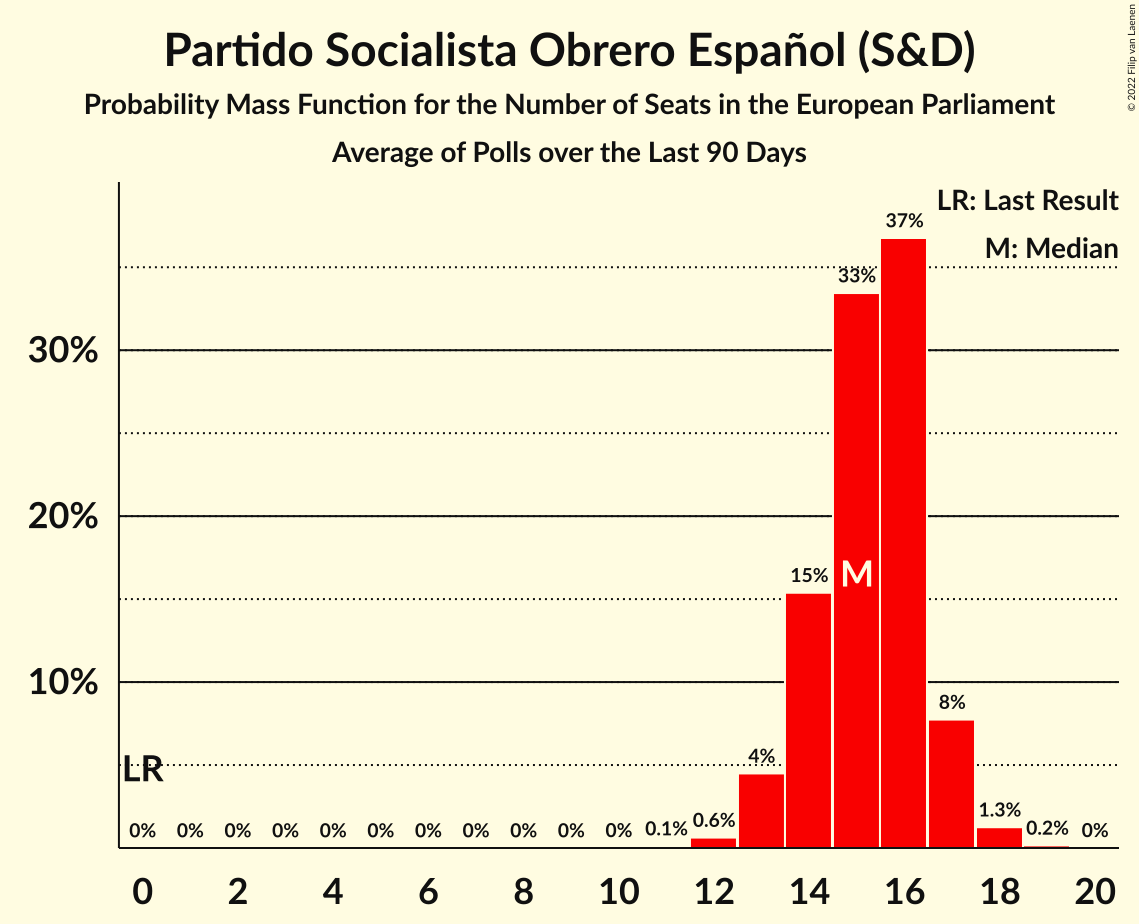 Partido Socialista Obrero Español (S&D)
Probability Mass Function for the Number of Seats in the European Parliament
Average of Polls over the Last 90 Days
© 2022 Filip van Laenen
LR: Last Result
M: Median
37%
33%
30%
20%
M
15%
10%
8%
4%
LR
0% 0% 0% 0% 0% 0% 0% 0% 0% 0% 0% 0.1% 0.6% 1.3% 0.2% 0%
0 2 4 6 8 10 12 14 16 18 20